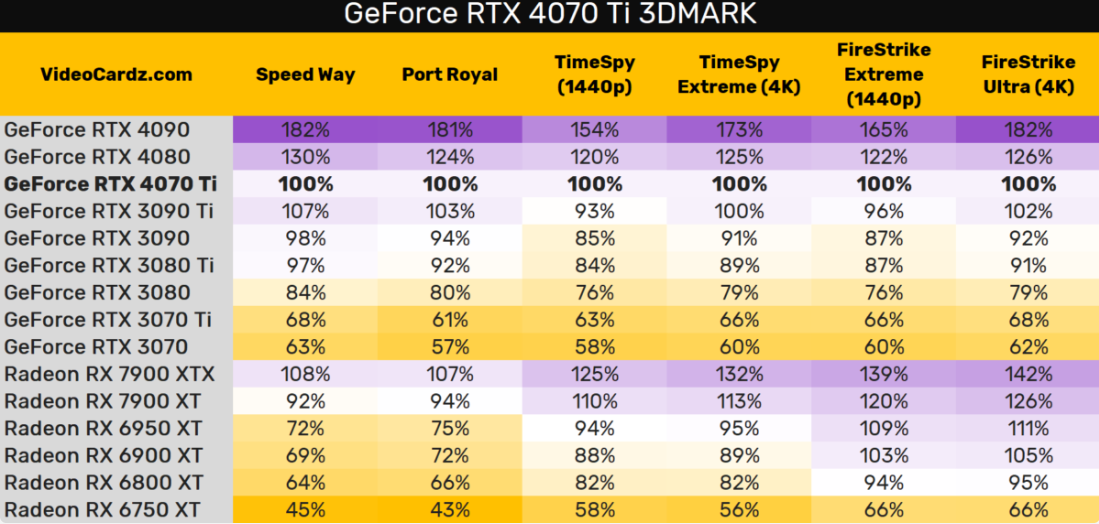 GeForce RTX 4070 Ti 3DMARK
VideoCardz.com Speed Way Port Royal TimeSpy (1440p) TimeSpy Extreme (4K) FireStrike Extreme (1440p) FireStrike Ultra (4K)
GeForce RTX 4090 182% 181% 154% 173% 165% 182%
GeForce RTX 4080 130% 124% 120% 125% 122% 126%
GeForce RTX 4070 Ti 100% 100% 100% 100% 100% 100%
GeForce RTX 3090 Ti 107% 103% 93% 100% 96% 102%
GeForce RTX 3090 98% 94% 85% 91% 87% 92%
GeForce RTX 3080 Ti 97% 92% 84% 89% 87% 91%
GeForce RTX 3080 84% 80% 76% 79% 76% 79%
GeForce RTX 3070 Ti 68% 61% 63% 66% 66% 68%
GeForce RTX 3070 63% 57% 58% 60% 60% 62%
Radeon RX 7900 XTX 108% 107% 125% 132% 139% 142%
Radeon RX 7900 XT 92% 94% 110% 113% 120% 126%
Radeon RX 6950 XT 72% 75% 94% 95% 109% 111%
Radeon RX 6900 XT 69% 72% 88% 89% 103% 105%
Radeon RX 6800 XT 64% 66% 82% 82% 94% 95%
Radeon RX 6750 XT 45% 43% 58% 56% 66% 66%